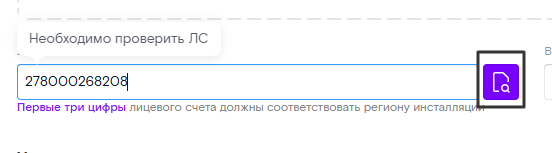 Необходимо проверить ЛС
278000268208
Первые три цифры лицевого счета должны соответствовать региону инсталляции